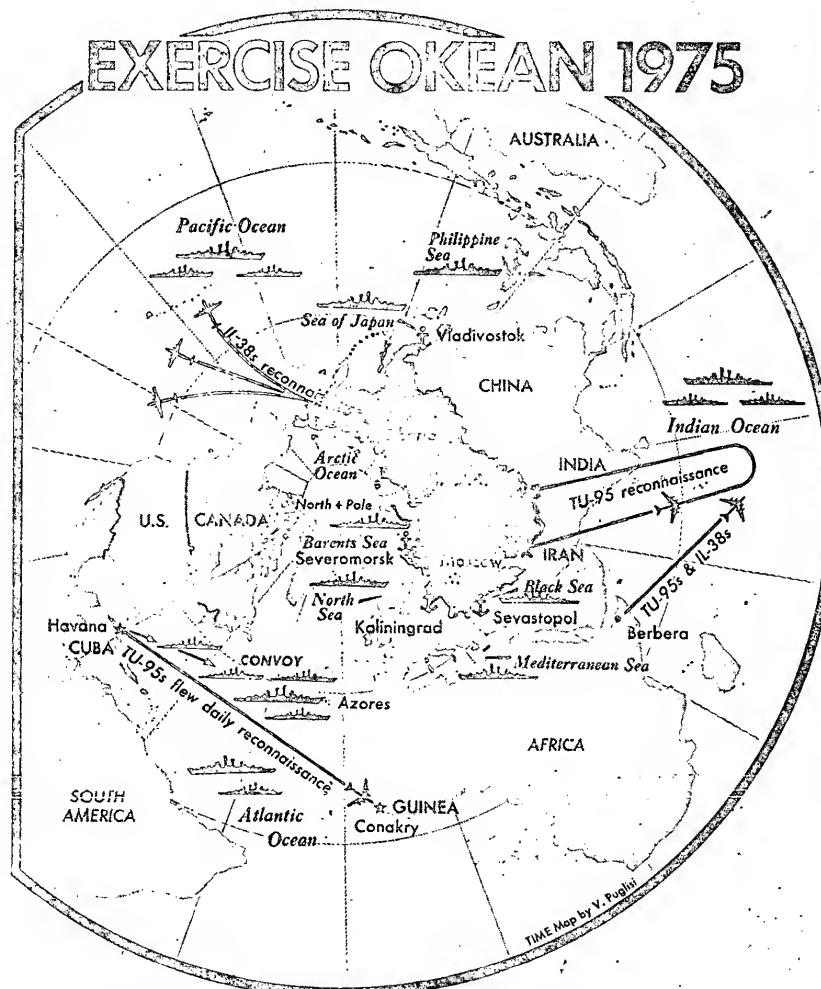 EXERCISE OKEAN 1975
AUSTRALIA
Pacific Ocean
Philippine
Sea
Sea of Japan
Vladivostok
IL-38s
CHINA
Indian Ocean
Arctic
Ocean
INDIA
TU-95 reconnaissance
North + Pole
U.S.
CANADA
Barents Sea
Severomorsk
Moscow
IRAN
TU-95s & IL-38s
Black Sea
North
Sea
Kaliningrad
Sevastopol
Berbera
Havana
CUBA
CONVOY
Mediterranean Sea
TU-95s flew daily reconnaissance
Azores
AFRICA
SOUTH
AMERICA
Atlantic
Ocean
GUINEA
Conakry
TIME Map by V. Puglisi